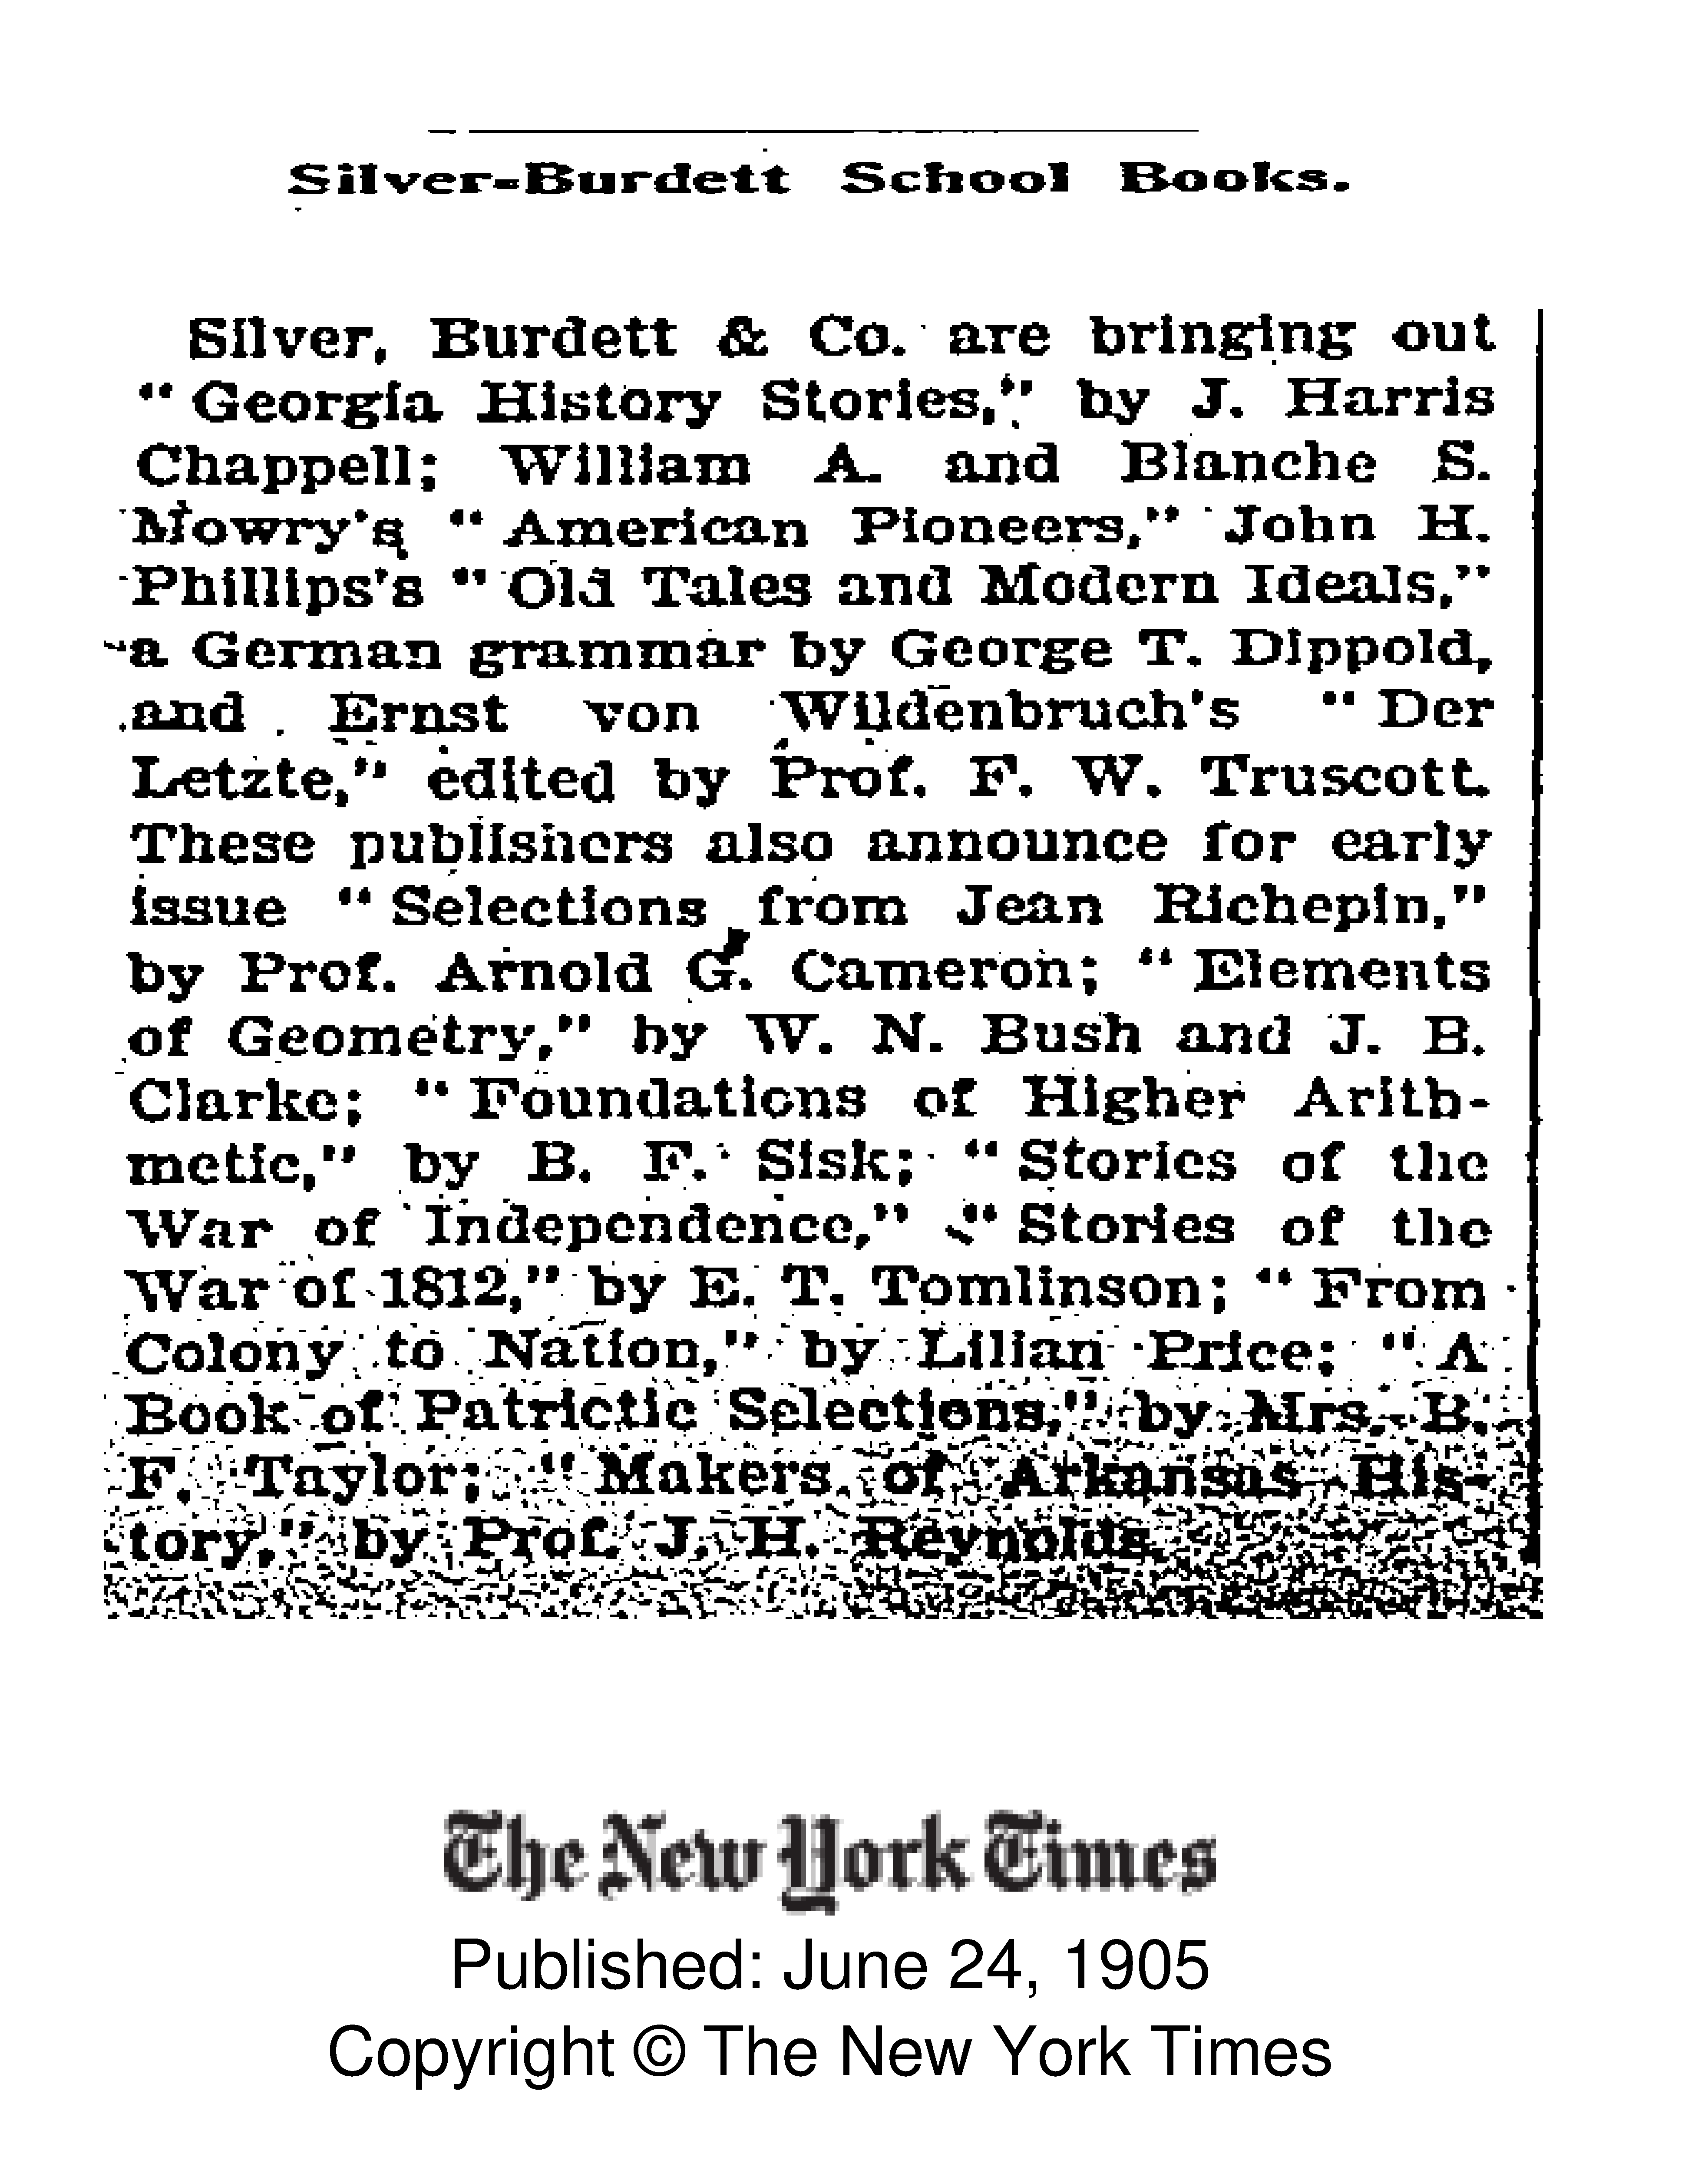 Silver-Burdett School Books.
Silver, Burdett & Co. are bringing out
"Georgia History Stories," by J. Harris
Chappell; William A. and Blanche S.
Mowry's "American Pioneers," John H.
Phillips's "Old Tales and Modern Ideals,"
a German grammar by George T. Dippold,
and Ernst von Wildenbruch's "Der
Letzte," edited by Prof. F. W. Truscott.
These publishers also announce for early
issue "Selections from Jean Richepin,"
by Prof. Arnold G. Cameron; "Elements
of Geometry," by W. N. Bush and J. B.
Clarke; "Foundations of Higher Arith-
metic," by B. F. Sisk; "Stories of the
War of Independence," "Stories of the
War of 1812," by E. T. Tomlinson; "From
Colony to Nation," by Lilian Price; "A
Book of Patriotic Selections," by Mrs. B.
F. Taylor; "Makers of Arkansas His-
tory," by Prof. J. H. Reynolds.
The New York Times
Published: June 24, 1905
Copyright © The New York Times